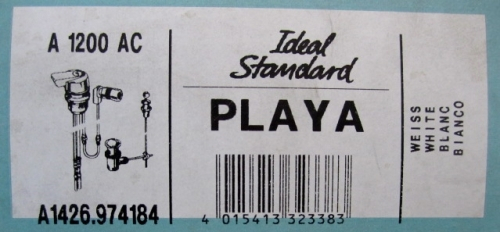 A 1200 AC
A1426.974184
Ideal
Standard
PLAYA
4 015413 323383
WEISS
WHITE
BLANC
BIANCO